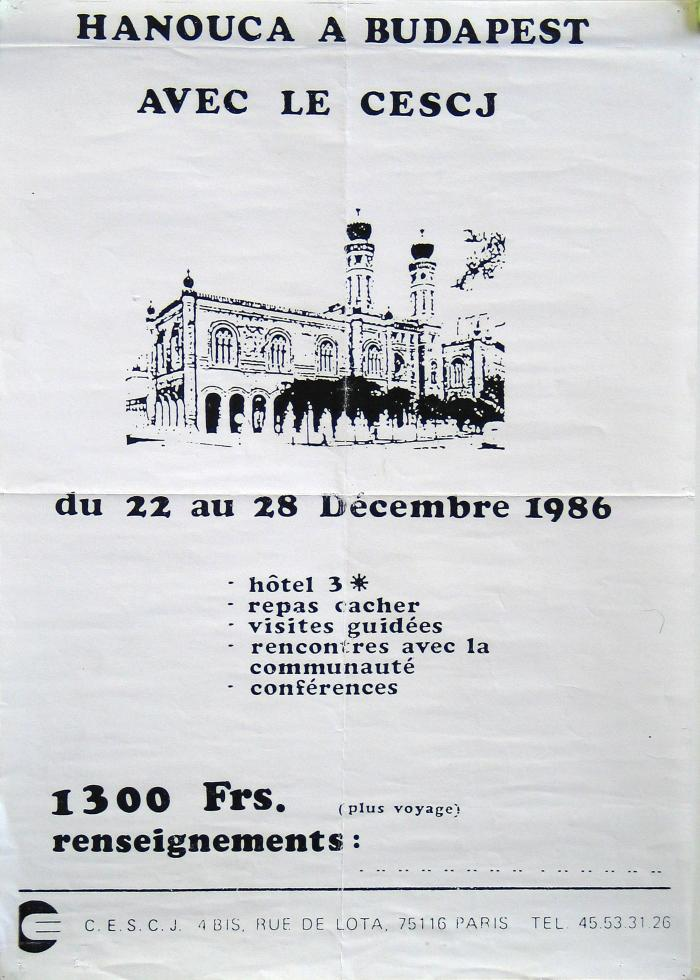 HANOUCA A BUDAPEST
AVEC LE CESCJ
du 22 au 28 Décembre 1986
- hôtel 3*
- repas cacher
- visites guidées
- rencontres avec la
communauté
- conférences
1300 Frs. (plus voyage)
renseignements:
C.E.S.C.J. 4 BIS, RUE DE LOTA, 75116 PARIS TEL. 45.53.31.26